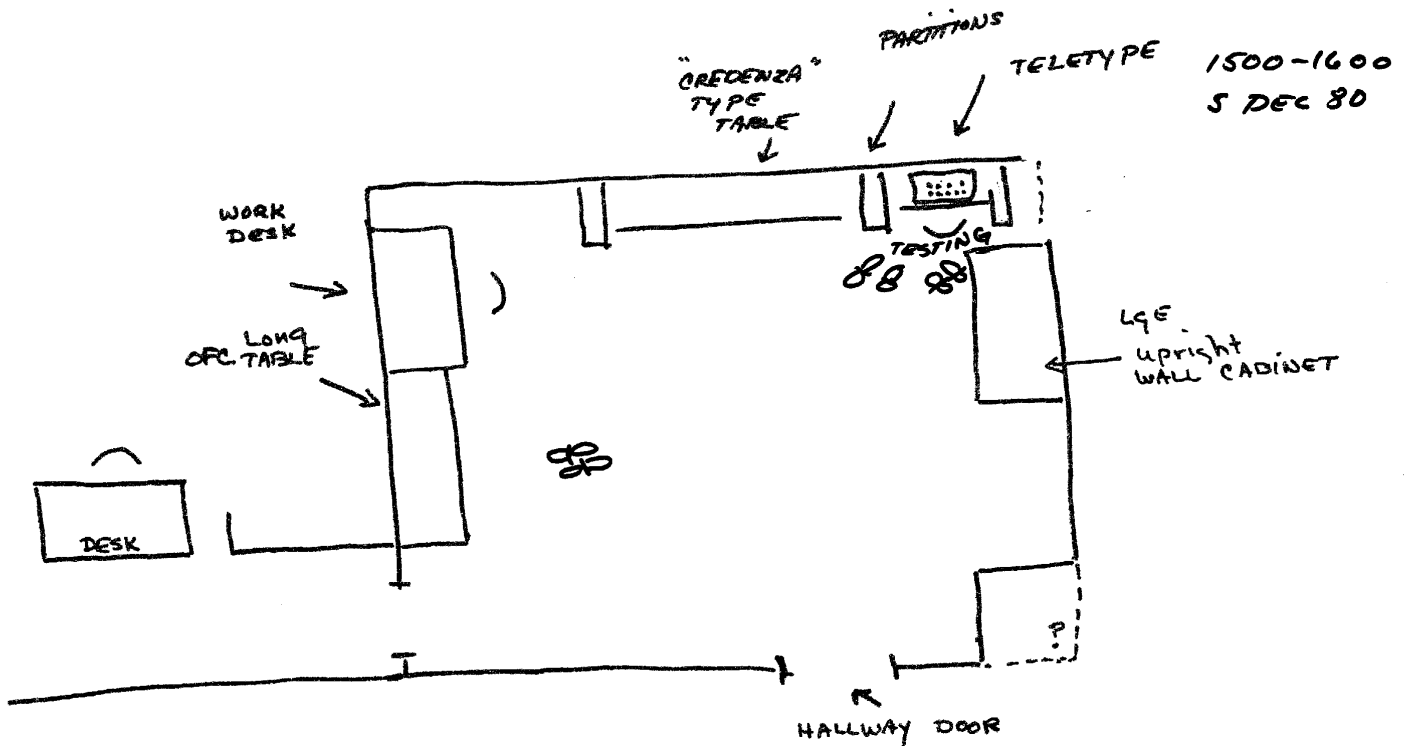 PARTITIONS
"CREDENZA"
TYPE
TABLE
TELETYPE
1500-1600
5 DEC 80
WORK
DESK
TESTING
LONG
OFC. TABLE
LGE
upright
WALL CABINET
DESK
?
HALLWAY DOOR